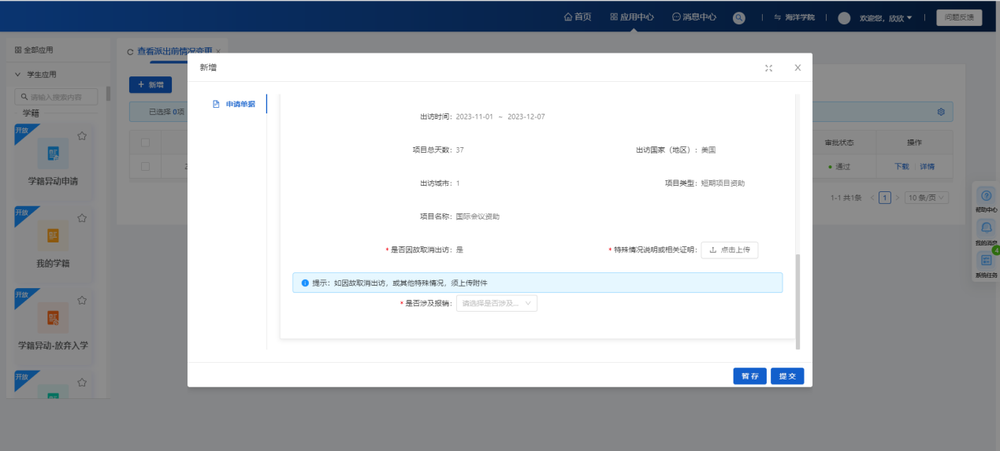 首页 应用中心 消息中心 海洋学院 欢迎您，欣欣 问题反馈
全部应用
查看派出前情况变更 ×
学生应用
+ 新增
请输入搜索内容
已选择 0项
学籍
开放
学籍异动申请
开放
我的学籍
开放
学籍异动-放弃入学
开放
新增
申请单据
出访时间：2023-11-01 ~ 2023-12-07
项目总天数：37 出访国家（地区）：美国
出访城市：1 项目类型：短期项目资助
项目名称：国际会议资助
* 是否因故取消出访：是 * 特殊情况说明或相关证明： 点击上传
提示：如因故取消出访，或其他特殊情况，须上传附件
* 是否涉及报销： 请选择是否涉及...
暂存 提交
审批状态 操作
2 通过 下载 详情
1-1 共1条 < 1 > 10 条/页
帮助中心
我的消息
4
系统任务